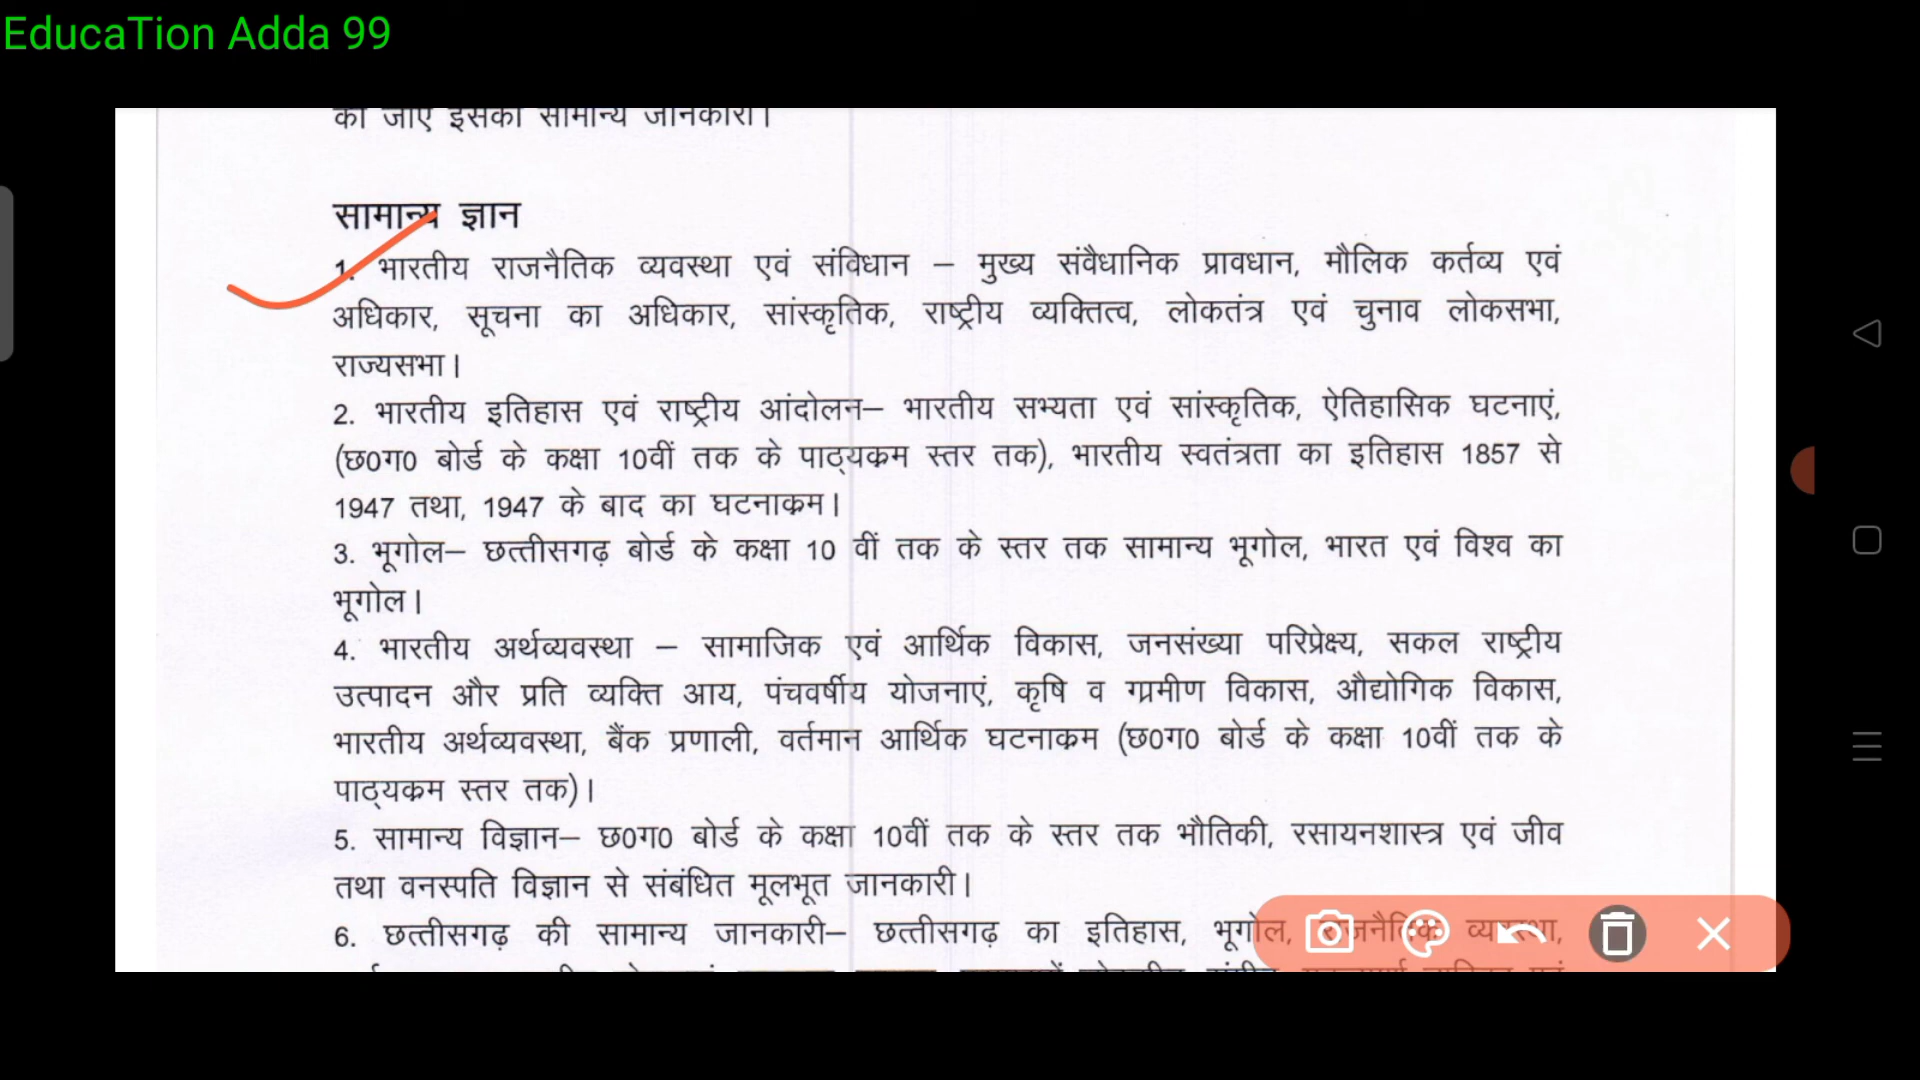 EducaTion Adda 99
की जाए इसकी सामान्य जानकारी।
सामान्य ज्ञान
1. भारतीय राजनैतिक व्यवस्था एवं संविधान – मुख्य संवैधानिक प्रावधान, मौलिक कर्तव्य एवं
अधिकार, सूचना का अधिकार, सांस्कृतिक, राष्ट्रीय व्यक्तित्व, लोकतंत्र एवं चुनाव लोकसभा,
राज्यसभा।
2. भारतीय इतिहास एवं राष्ट्रीय आंदोलन– भारतीय सभ्यता एवं सांस्कृतिक, ऐतिहासिक घटनाएं,
(छ0ग0 बोर्ड के कक्षा 10वीं तक के पाठ्यक्रम स्तर तक), भारतीय स्वतंत्रता का इतिहास 1857 से
1947 तथा, 1947 के बाद का घटनाक्रम।
3. भूगोल– छत्तीसगढ़ बोर्ड के कक्षा 10 वीं तक के स्तर तक सामान्य भूगोल, भारत एवं विश्व का
भूगोल।
4. भारतीय अर्थव्यवस्था – सामाजिक एवं आर्थिक विकास, जनसंख्या परिप्रेक्ष्य, सकल राष्ट्रीय
उत्पादन और प्रति व्यक्ति आय, पंचवर्षीय योजनाएं, कृषि व ग्रमीण विकास, औद्योगिक विकास,
भारतीय अर्थव्यवस्था, बैंक प्रणाली, वर्तमान आर्थिक घटनाक्रम (छ0ग0 बोर्ड के कक्षा 10वीं तक के
पाठ्यक्रम स्तर तक)।
5. सामान्य विज्ञान– छ0ग0 बोर्ड के कक्षा 10वीं तक के स्तर तक भौतिकी, रसायनशास्त्र एवं जीव
तथा वनस्पति विज्ञान से संबंधित मूलभूत जानकारी।
6. छत्तीसगढ़ की सामान्य जानकारी– छत्तीसगढ़ का इतिहास, भूगोल, राजनैतिक व्यवस्था,